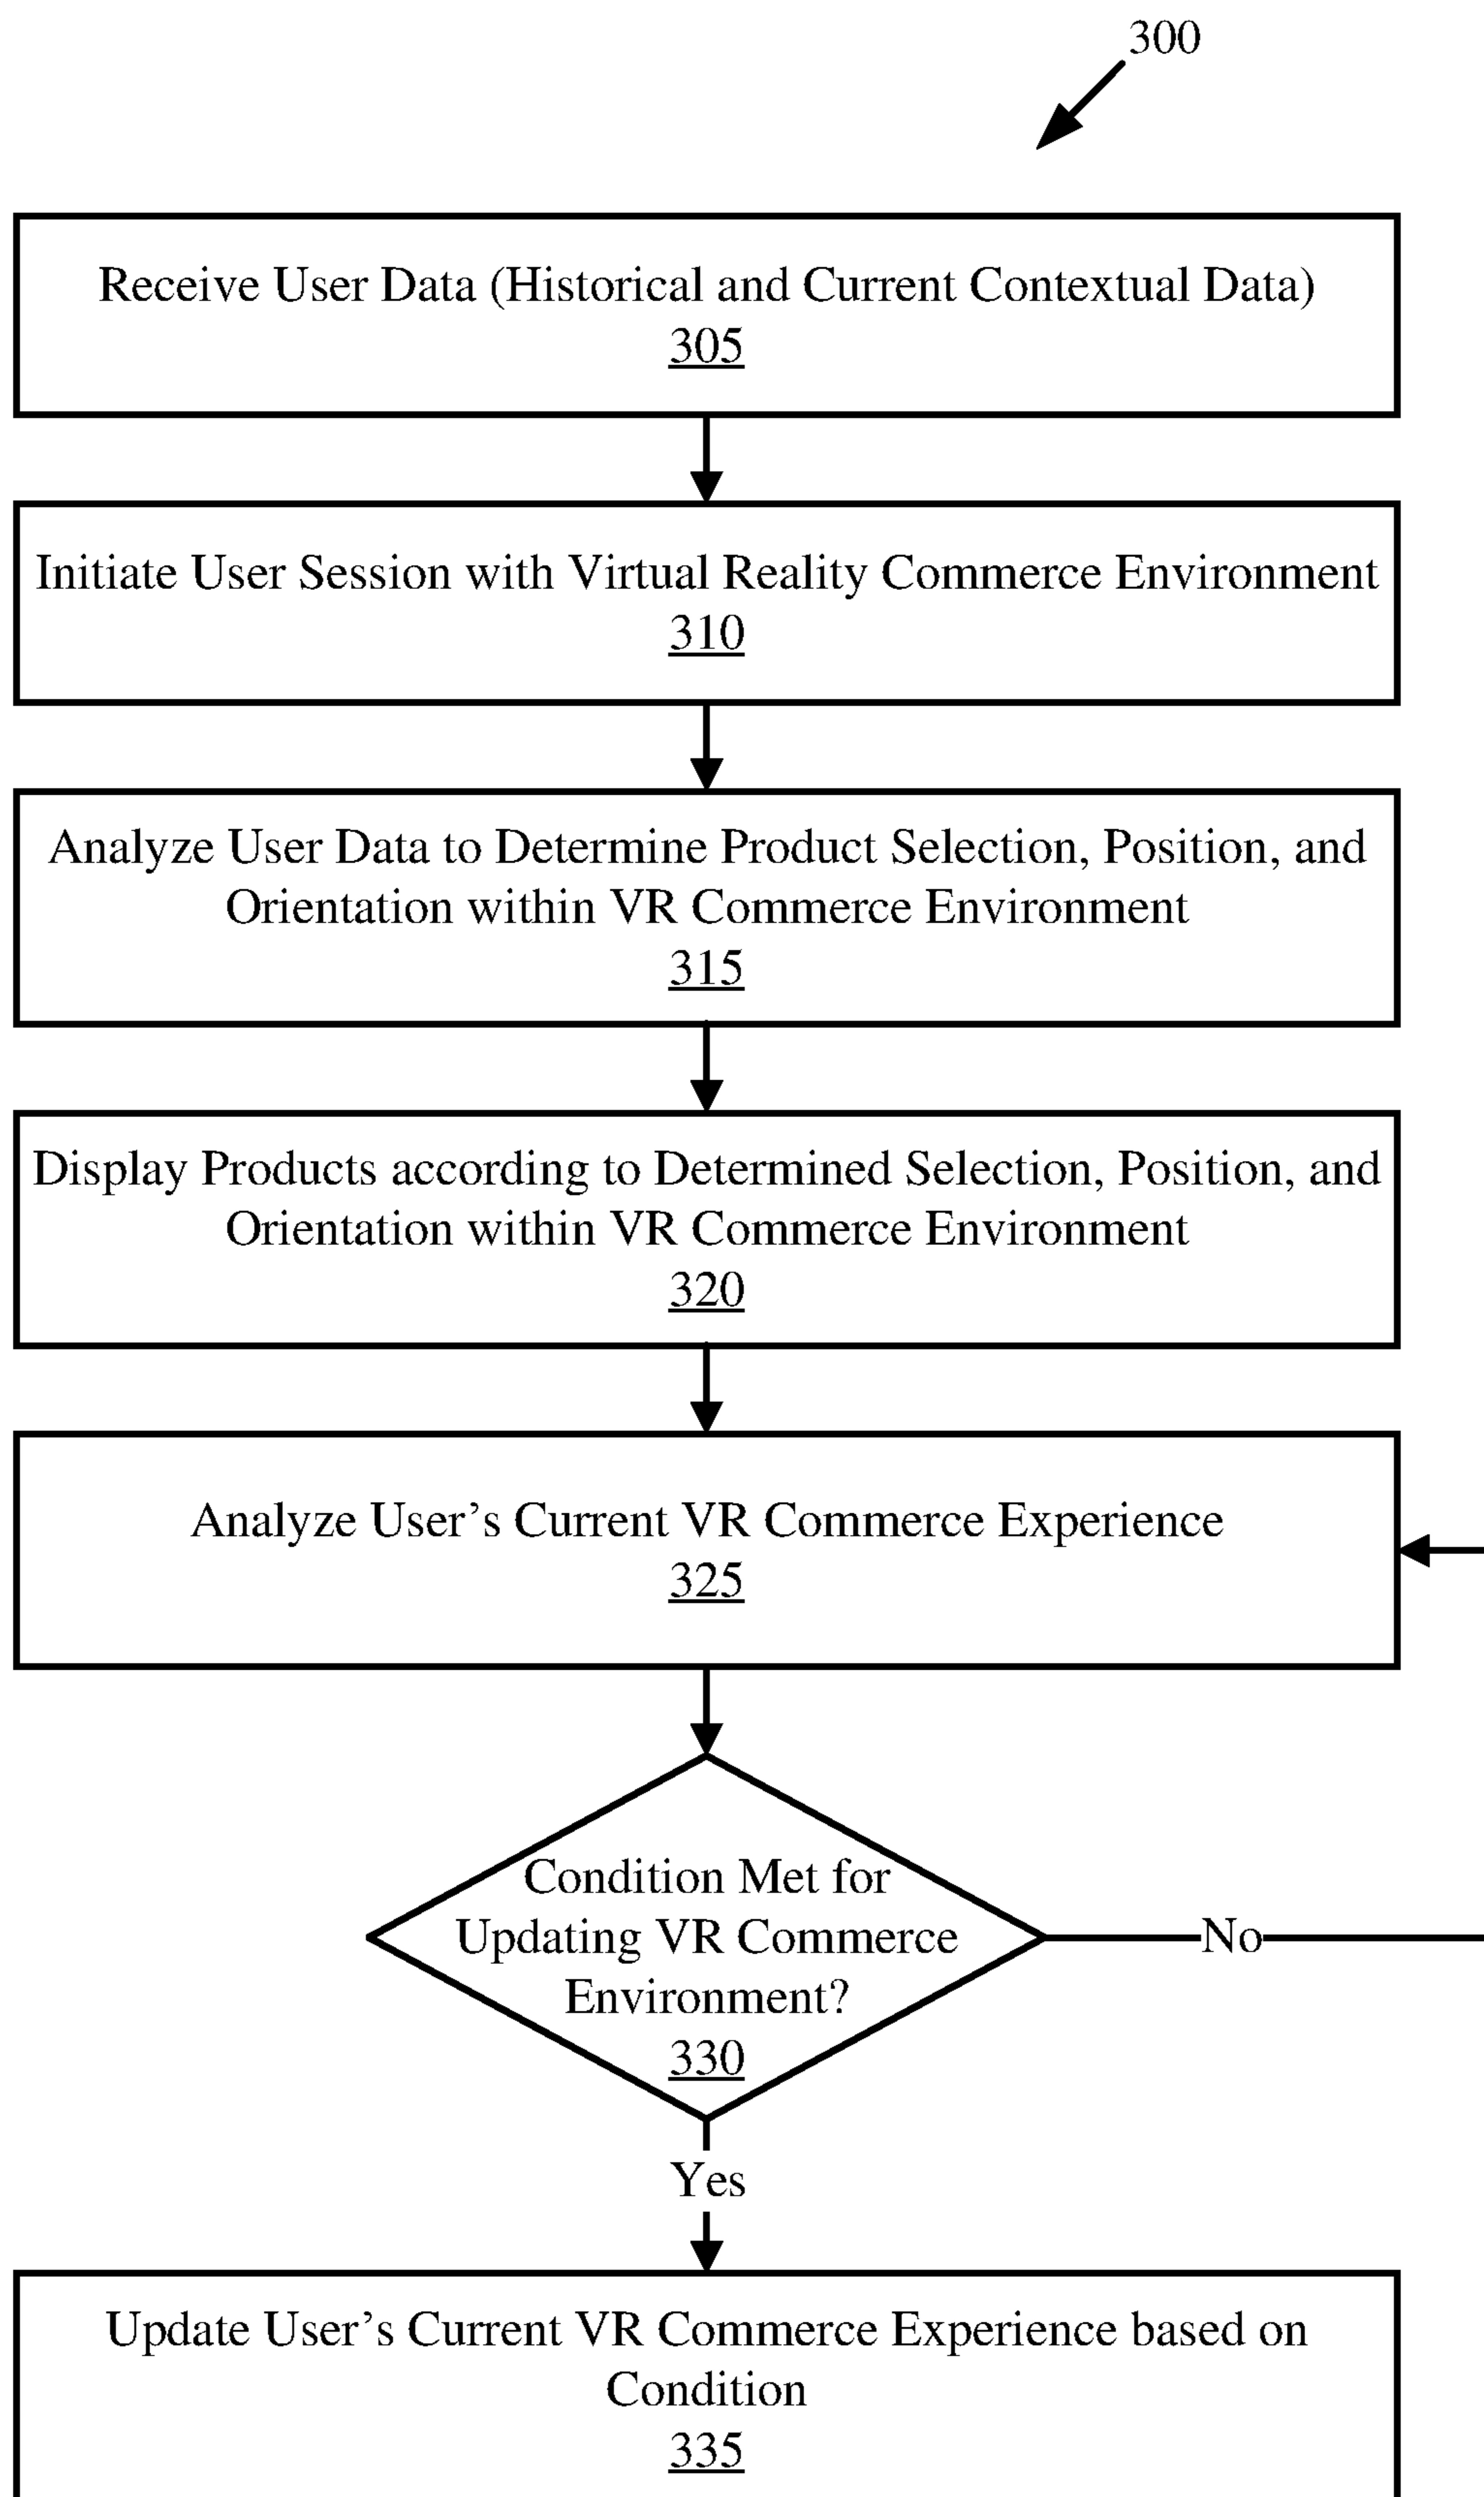 300
Receive User Data (Historical and Current Contextual Data)
305
Initiate User Session with Virtual Reality Commerce Environment
310
Analyze User Data to Determine Product Selection, Position, and
Orientation within VR Commerce Environment
315
Display Products according to Determined Selection, Position, and
Orientation within VR Commerce Environment
320
Analyze User’s Current VR Commerce Experience
325
Condition Met for
Updating VR Commerce
Environment?
330
No
Yes
Update User’s Current VR Commerce Experience based on
Condition
335